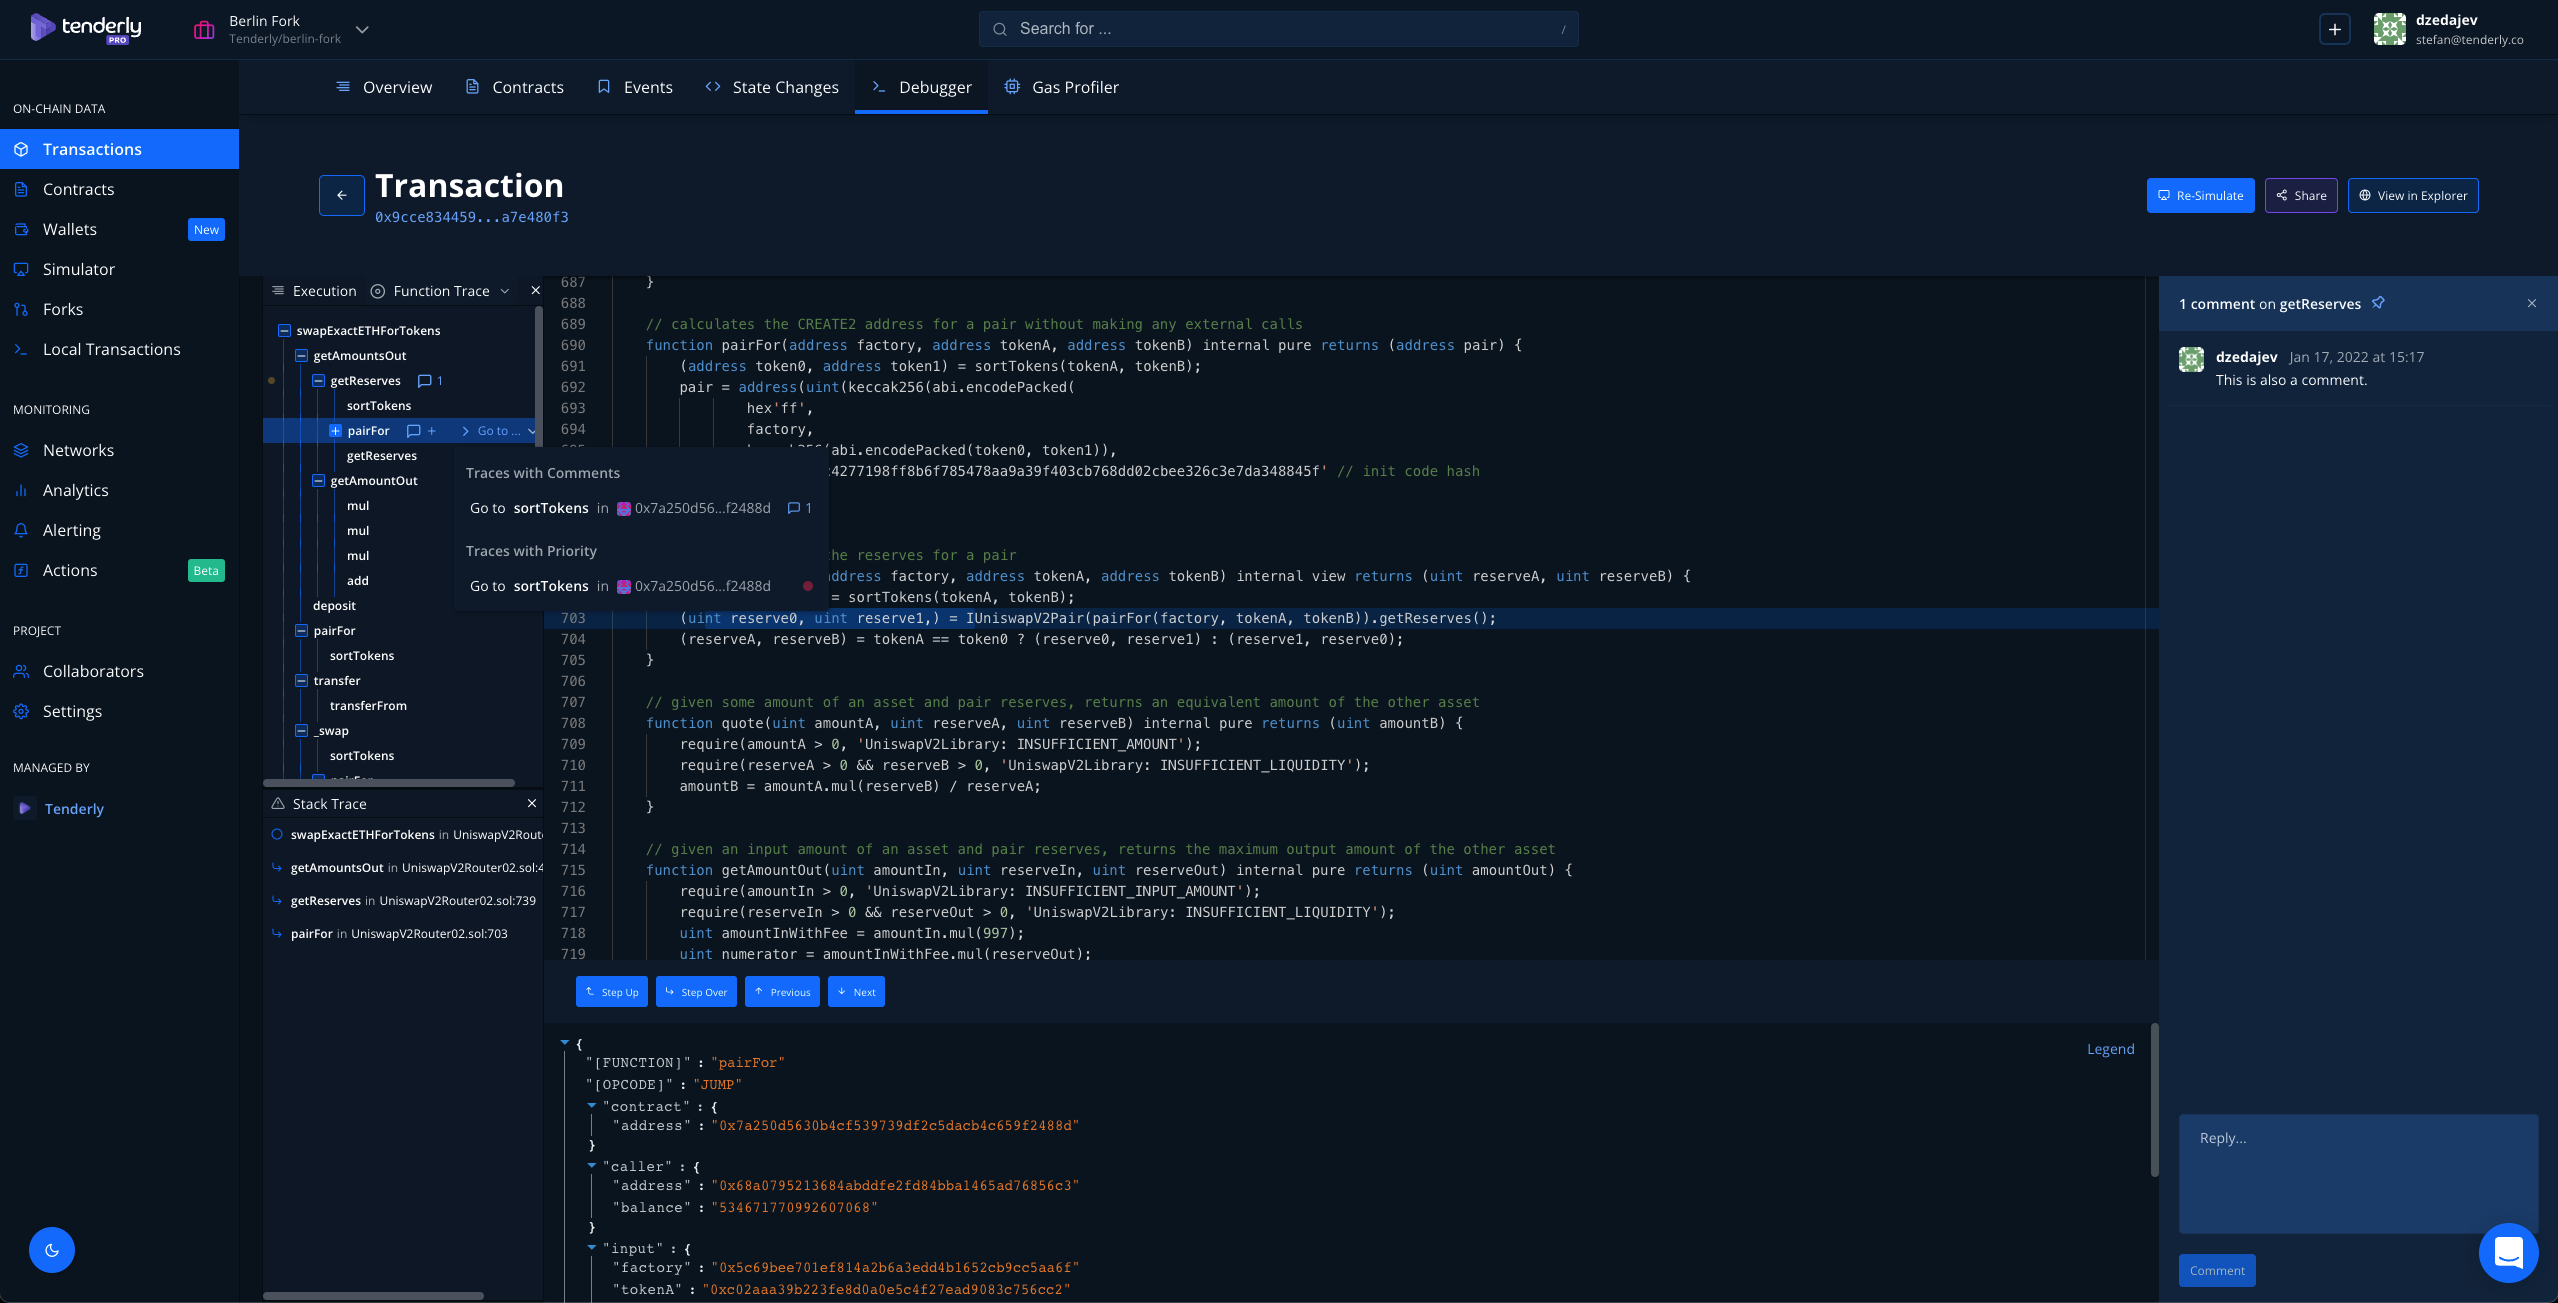 tenderly
PRO
Berlin Fork
Tenderly/berlin-fork
Search for ...
/
dzedajev
stefan@tenderly.co
ON-CHAIN DATA
Transactions
Contracts
Wallets New
Simulator
Forks
Local Transactions
MONITORING
Networks
Analytics
Alerting
Actions Beta
PROJECT
Collaborators
Settings
MANAGED BY
Tenderly
Overview Contracts Events State Changes Debugger Gas Profiler
Transaction
0x9cce834459...a7e480f3
Re-Simulate Share View in Explorer
Execution Function Trace
swapExactETHForTokens
getAmountsOut
getReserves 1
sortTokens
pairFor + Go to ...
getReserves
getAmountOut
mul
mul
mul
add
deposit
pairFor
sortTokens
transfer
transferFrom
_swap
sortTokens
pairFor
Traces with Comments
Go to sortTokens in 0x7a250d56...f2488d 1
Traces with Priority
Go to sortTokens in 0x7a250d56...f2488d
Stack Trace
swapExactETHForTokens in UniswapV2Route
getAmountsOut in UniswapV2Router02.sol:4
getReserves in UniswapV2Router02.sol:739
pairFor in UniswapV2Router02.sol:703
687 }
688
689 // calculates the CREATE2 address for a pair without making any external calls
690 function pairFor(address factory, address tokenA, address tokenB) internal pure returns (address pair) {
691 (address token0, address token1) = sortTokens(tokenA, tokenB);
692 pair = address(uint(keccak256(abi.encodePacked(
693 hex'ff',
694 factory,
695 keccak256(abi.encodePacked(token0, token1)),
4277198ff8b6f785478aa9a39f403cb768dd02cbee326c3e7da348845f' // init code hash
the reserves for a pair
address factory, address tokenA, address tokenB) internal view returns (uint reserveA, uint reserveB) {
= sortTokens(tokenA, tokenB);
703 (uint reserve0, uint reserve1,) = IUniswapV2Pair(pairFor(factory, tokenA, tokenB)).getReserves();
704 (reserveA, reserveB) = tokenA == token0 ? (reserve0, reserve1) : (reserve1, reserve0);
705 }
706
707 // given some amount of an asset and pair reserves, returns an equivalent amount of the other asset
708 function quote(uint amountA, uint reserveA, uint reserveB) internal pure returns (uint amountB) {
709 require(amountA > 0, 'UniswapV2Library: INSUFFICIENT_AMOUNT');
710 require(reserveA > 0 && reserveB > 0, 'UniswapV2Library: INSUFFICIENT_LIQUIDITY');
711 amountB = amountA.mul(reserveB) / reserveA;
712 }
713
714 // given an input amount of an asset and pair reserves, returns the maximum output amount of the other asset
715 function getAmountOut(uint amountIn, uint reserveIn, uint reserveOut) internal pure returns (uint amountOut) {
716 require(amountIn > 0, 'UniswapV2Library: INSUFFICIENT_INPUT_AMOUNT');
717 require(reserveIn > 0 && reserveOut > 0, 'UniswapV2Library: INSUFFICIENT_LIQUIDITY');
718 uint amountInWithFee = amountIn.mul(997);
719 uint numerator = amountInWithFee.mul(reserveOut);
Step Up Step Over Previous Next
Legend
{
"[FUNCTION]" : "pairFor"
"[OPCODE]" : "JUMP"
"contract" : {
"address" : "0x7a250d5630b4cf539739df2c5dacb4c659f2488d"
}
"caller" : {
"address" : "0x68a0795213684abddfe2fd84bba1465ad76856c3"
"balance" : "534671770992607068"
}
"input" : {
"factory" : "0x5c69bee701ef814a2b6a3edd4b1652cb9cc5aa6f"
"tokenA" : "0xc02aaa39b223fe8d0a0e5c4f27ead9083c756cc2"
1 comment on getReserves
dzedajev Jan 17, 2022 at 15:17
This is also a comment.
Reply...
Comment